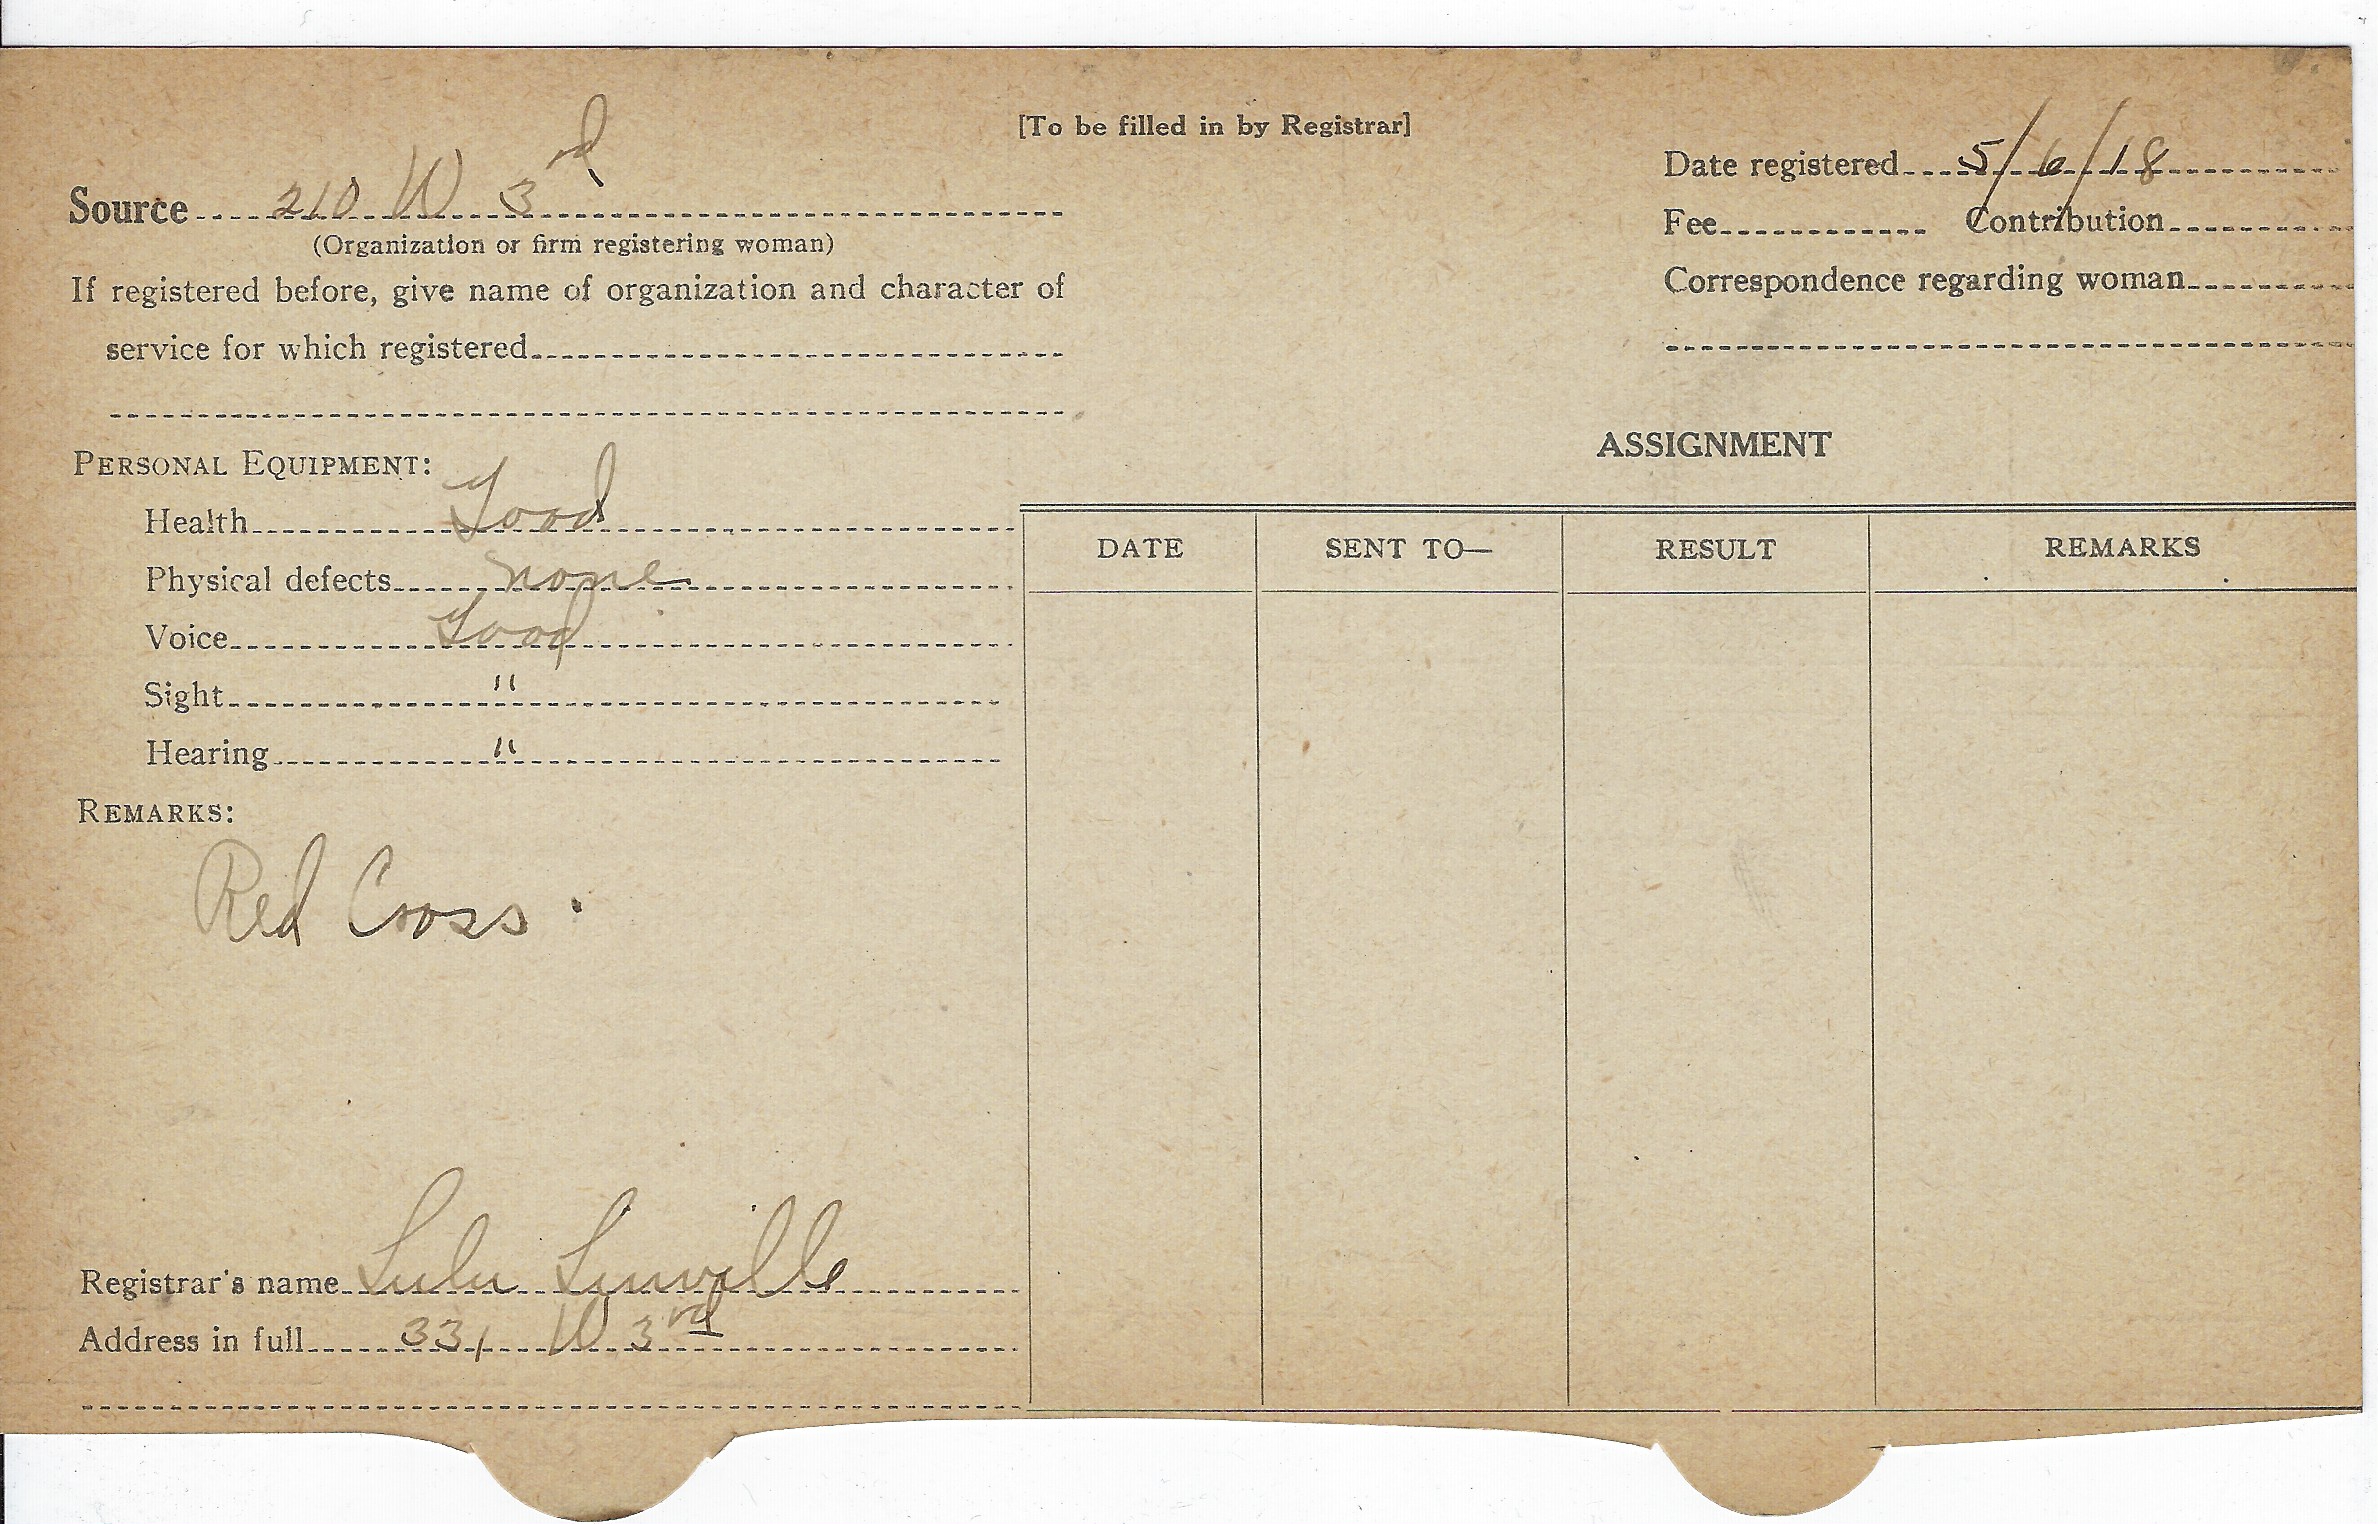 [To be filled in by Registrar]
Source 210 W 3rd
(Organization or firm registering woman)
If registered before, give name of organization and character of
service for which registered
Date registered 5/6/18
Fee Contribution
Correspondence regarding woman
PERSONAL EQUIPMENT:
Health Good
Physical defects none
Voice Good
Sight "
Hearing "
REMARKS:
Red Cross.
Registrar's name Lulu Linville
Address in full 331 W 3rd
ASSIGNMENT
DATE SENT TO— RESULT REMARKS